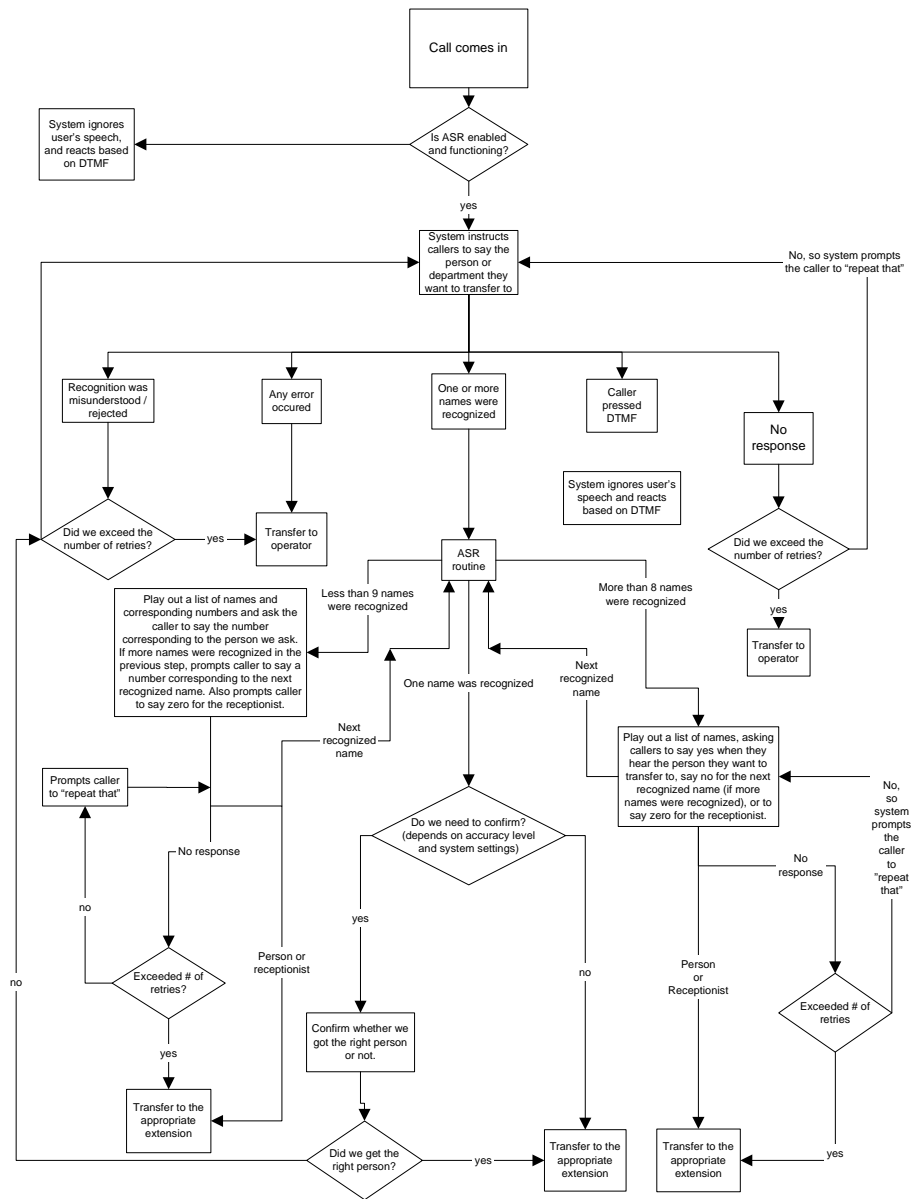 Call comes in
System ignores
user's speech,
and reacts based
on DTMF
Is ASR enabled
and functioning?
yes
System instructs
callers to say the
person or
department they
want to transfer to
No, so system prompts
the caller to “repeat that”
Recognition was
misunderstood /
rejected
Any error
occured
One or more
names were
recognized
Caller
pressed
DTMF
No
response
System ignores user's
speech and reacts
based on DTMF
Did we exceed the
number of retries?
yes
Transfer to
operator
ASR
routine
Did we exceed the
number of retries?
yes
Transfer to
operator
Less than 9 names
were recognized
More than 8 names
were recognized
Play out a list of names and
corresponding numbers and ask the
caller to say the number
corresponding to the person we ask.
If more names were recognized in the
previous step, prompts caller to say a
number corresponding to the next
recognized name. Also prompts caller
to say zero for the receptionist.
Next
recognized
name
One name was recognized
Next
recognized
name
Play out a list of names, asking
callers to say yes when they
hear the person they want to
transfer to, say no for the next
recognized name (if more
names were recognized), or to
say zero for the receptionist.
Prompts caller
to “repeat that”
Do we need to confirm?
(depends on accuracy level
and system settings)
No,
so
system
prompts
the
caller
to
”repeat
that”
No response
No
response
no
yes
Person or
receptionist
no
Person
or
Receptionist
no
Exceeded # of
retries?
Exceeded # of
retries
Confirm whether we
got the right person
or not.
yes
Transfer to the
appropriate
extension
Did we get the
right person?
yes
Transfer to the
appropriate
extension
Transfer to the
appropriate
extension
yes